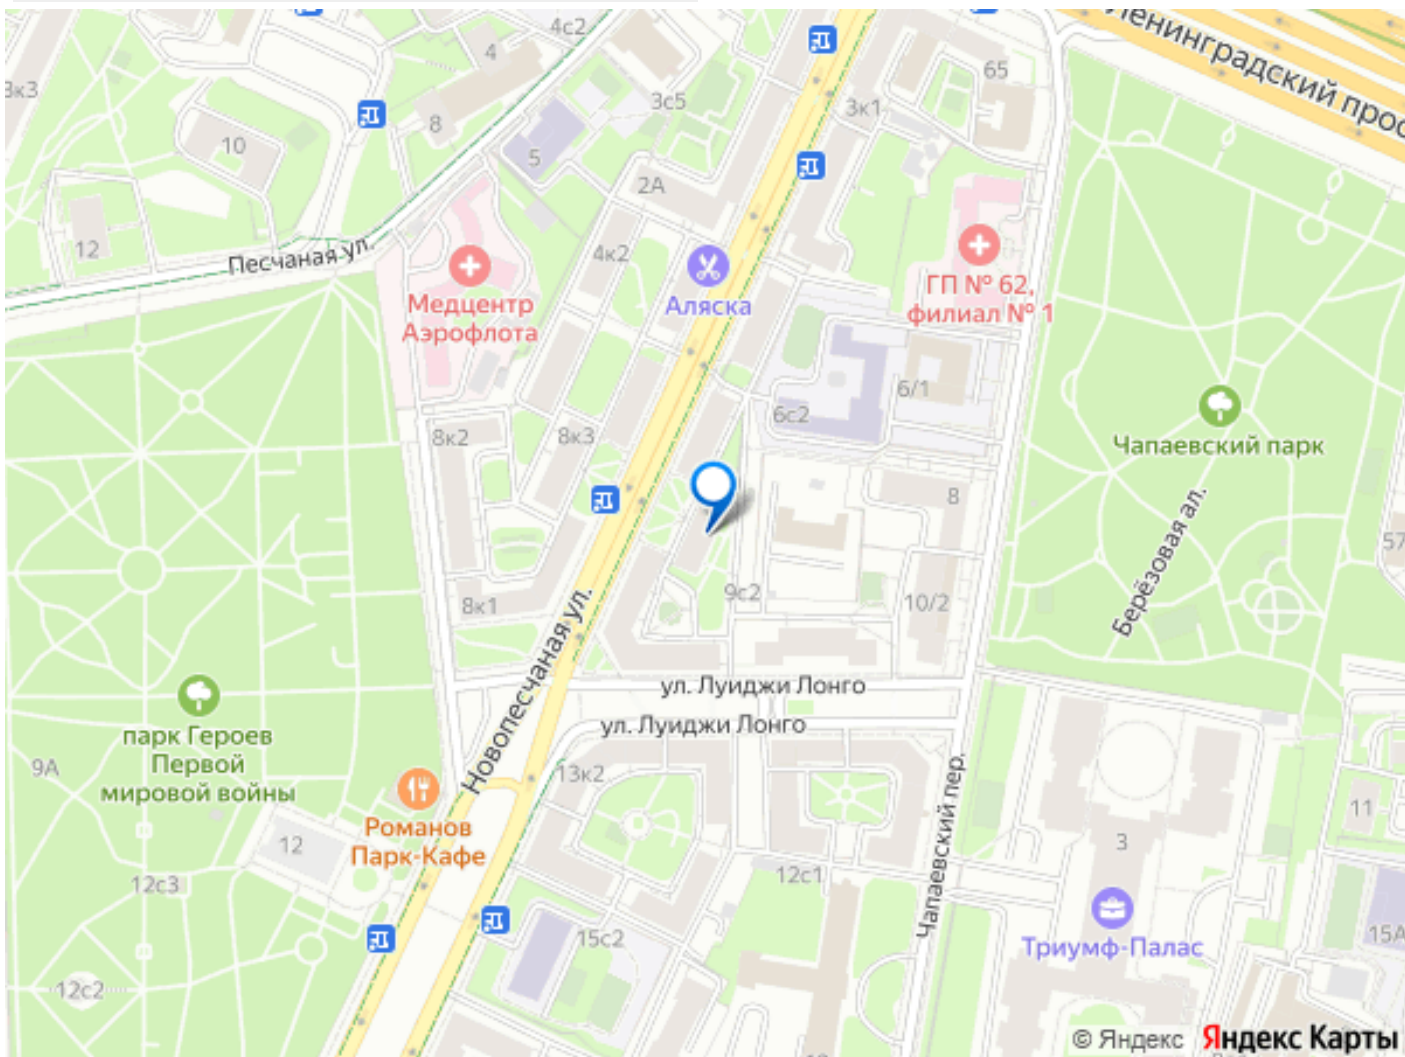 4с2
Ленинградский прос
4
65
3к3
3с5
3к1
8
10
5
2А
12
Песчаная ул.
4к2
Медцентр
Аэрофлота
Аляска
ГП № 62,
филиал № 1
6/1
6с2
8к2
8к3
Чапаевский парк
8
Берёзовая ал.
57
9с2
10/2
8к1
Новопесчаная ул.
ул. Луиджи Лонго
ул. Луиджи Лонго
парк Героев
Первой
мировой войны
9А
13к2
Чапаевский пер.
11
Романов
Парк-Кафе
12
3
12с3
12с1
Триумф-Палас
15с2
15А
12с2
© Яндекс Яндекс Карты